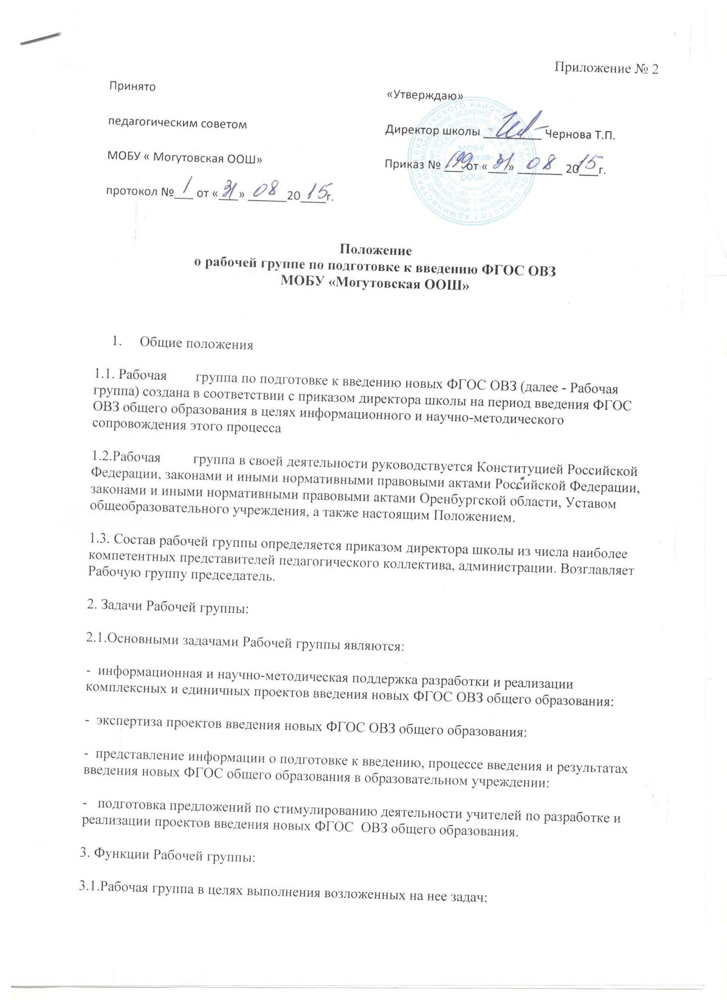 Приложение № 2
Принято
«Утверждаю»
педагогическим советом
Директор школы Чернова Т.П.
МОБУ « Могутовская ООШ»
Приказ № 199 от «31» 08 2015г.
протокол № 1 от «31» 08 2015г.
Положение
о рабочей группе по подготовке к введению ФГОС ОВЗ
МОБУ «Могутовская ООШ»
1. Общие положения
1.1. Рабочая группа по подготовке к введению новых ФГОС ОВЗ (далее - Рабочая
группа) создана в соответствии с приказом директора школы на период введения ФГОС
ОВЗ общего образования в целях информационного и научно-методического
сопровождения этого процесса
1.2.Рабочая группа в своей деятельности руководствуется Конституцией Российской
Федерации, законами и иными нормативными правовыми актами Российской Федерации,
законами и иными нормативными правовыми актами Оренбургской области, Уставом
общеобразовательного учреждения, а также настоящим Положением.
1.3. Состав рабочей группы определяется приказом директора школы из числа наиболее
компетентных представителей педагогического коллектива, администрации. Возглавляет
Рабочую группу председатель.
2. Задачи Рабочей группы:
2.1.Основными задачами Рабочей группы являются:
- информационная и научно-методическая поддержка разработки и реализации
комплексных и единичных проектов введения новых ФГОС ОВЗ общего образования:
- экспертиза проектов введения новых ФГОС ОВЗ общего образования:
- представление информации о подготовке к введению, процессе введения и результатах
введения новых ФГОС общего образования в образовательном учреждении:
- подготовка предложений по стимулированию деятельности учителей по разработке и
реализации проектов введения новых ФГОС ОВЗ общего образования.
3. Функции Рабочей группы:
3.1.Рабочая группа в целях выполнения возложенных на нее задач: